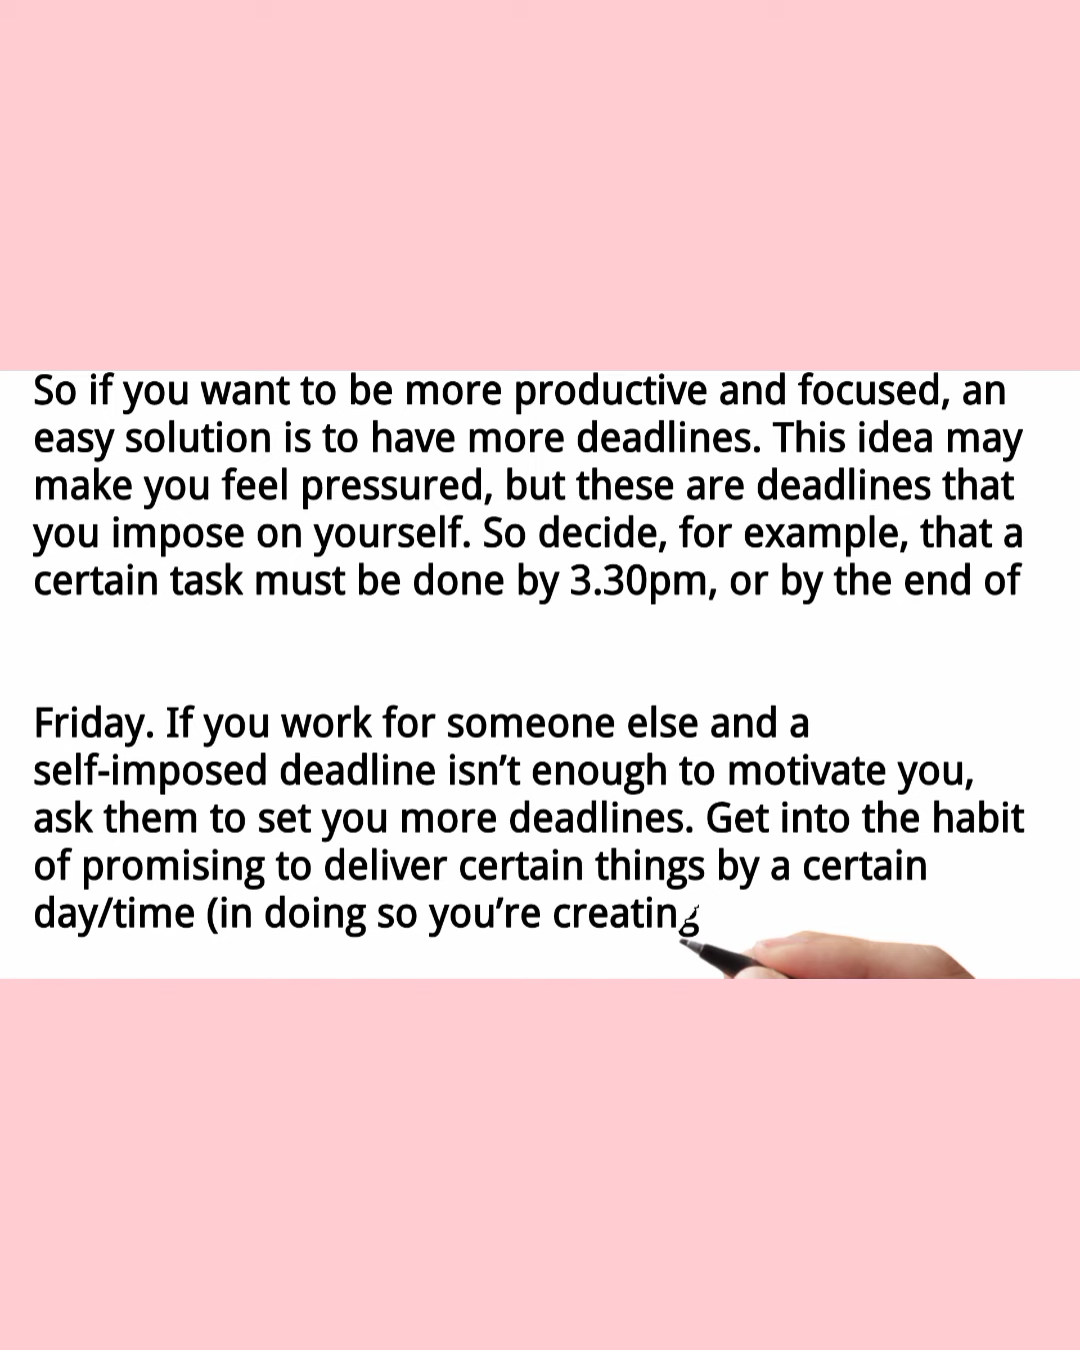 So if you want to be more productive and focused, an
easy solution is to have more deadlines. This idea may
make you feel pressured, but these are deadlines that
you impose on yourself. So decide, for example, that a
certain task must be done by 3.30pm, or by the end of
Friday. If you work for someone else and a
self-imposed deadline isn’t enough to motivate you,
ask them to set you more deadlines. Get into the habit
of promising to deliver certain things by a certain
day/time (in doing so you’re creating